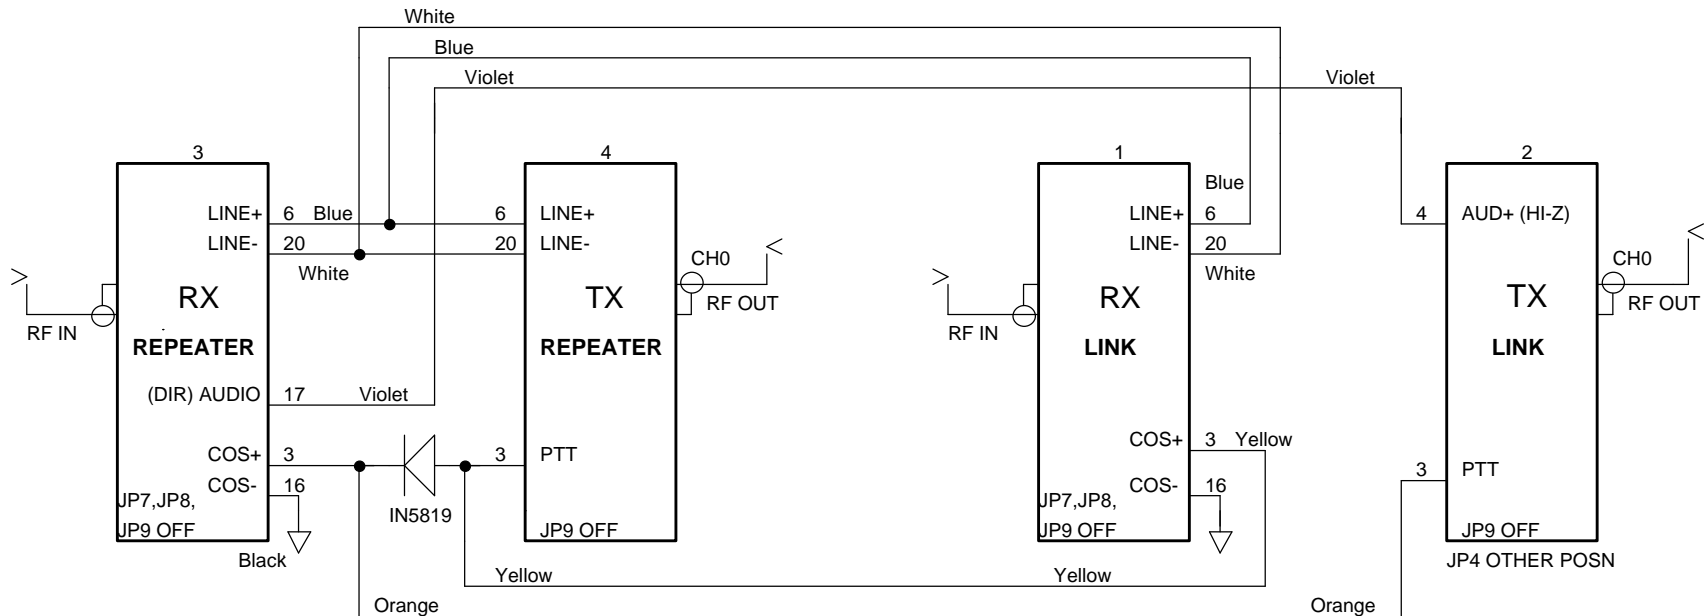 White
Blue
Violet Violet
3 4 1 2
Blue
LINE+ 6 Blue 6 LINE+ LINE+ 6 4 AUD+ (HI-Z)
LINE- 20 20 LINE- LINE- 20
White CH0 White CH0
RX TX RX TX
RF IN RF OUT RF IN RF OUT
REPEATER REPEATER LINK LINK
(DIR) AUDIO 17 Violet
COS+ 3 3 PTT COS+ 3 Yellow 3 PTT
COS- 16 COS- 16
JP7,JP8, IN5819 JP7,JP8,
JP9 OFF JP9 OFF JP9 OFF JP9 OFF
Black JP4 OTHER POSN
Yellow Yellow
Orange Orange